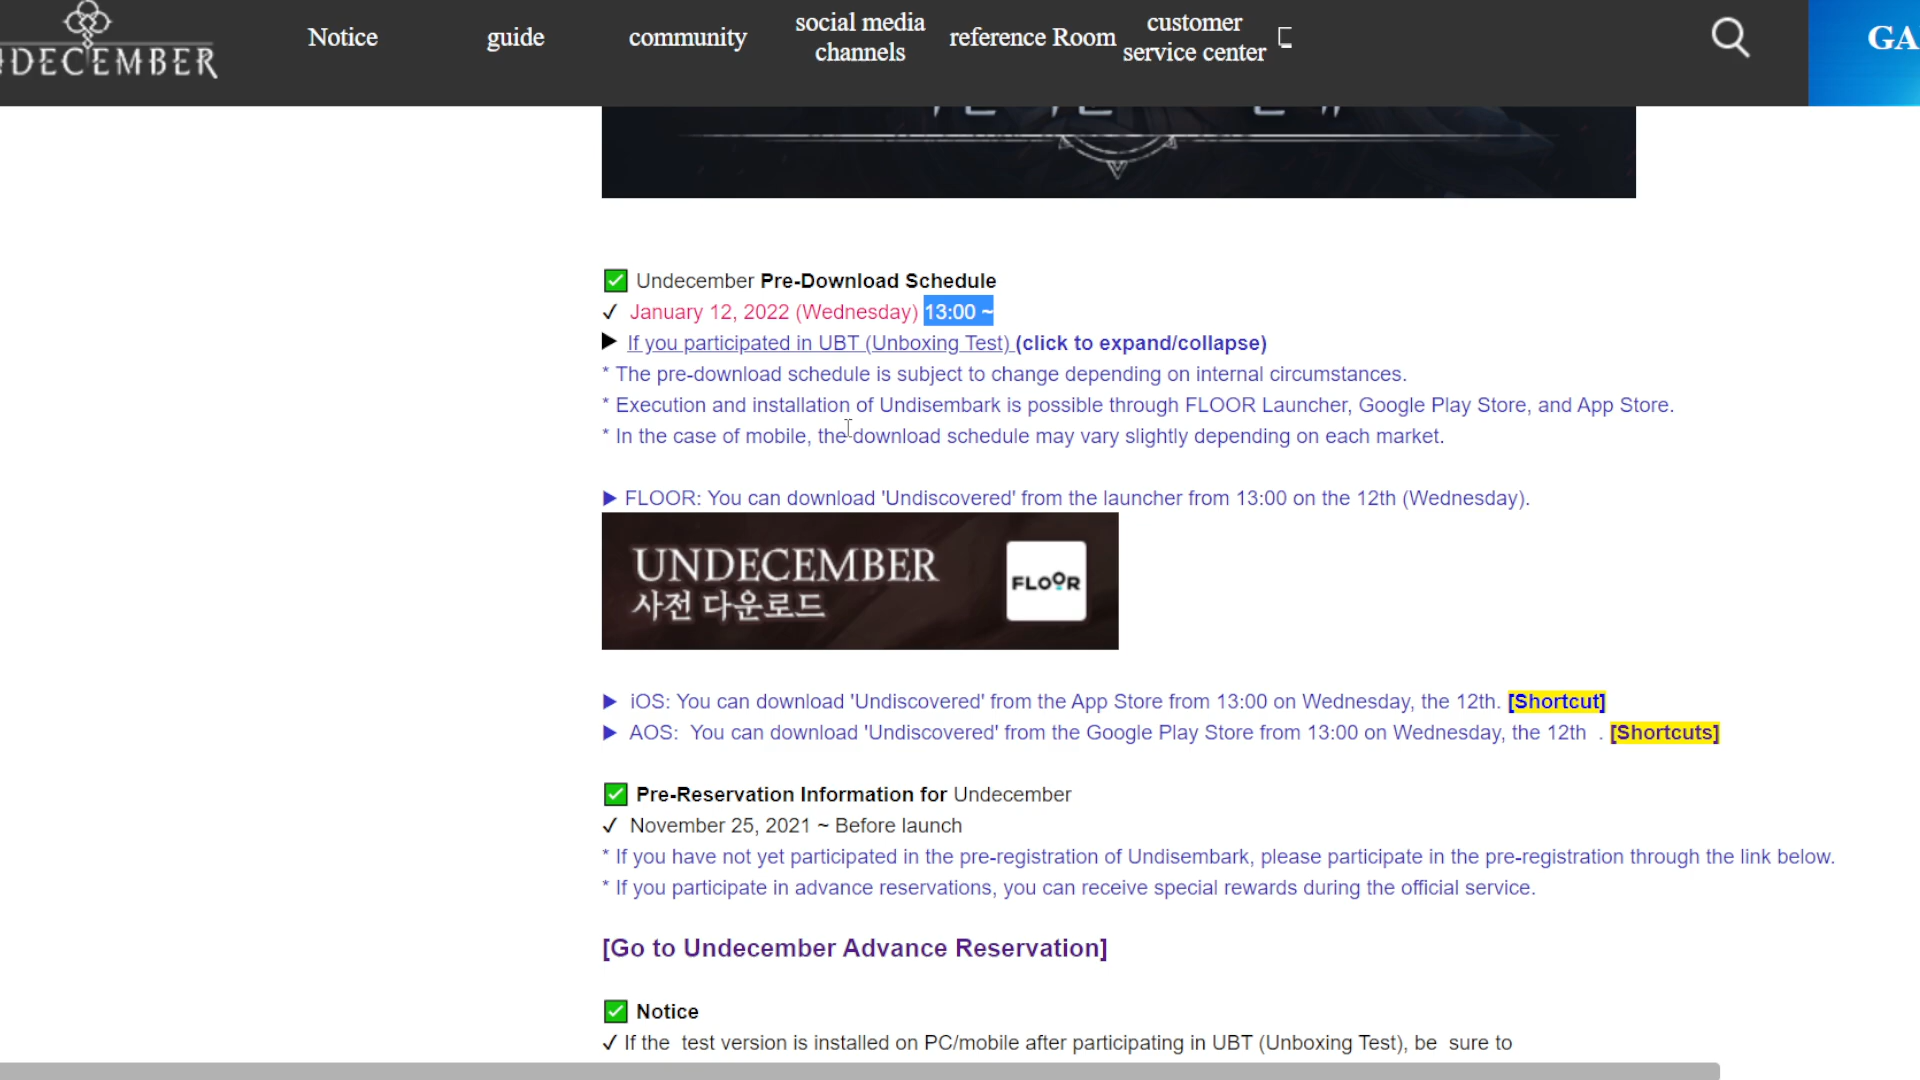 NDECEMBER
Notice
guide
community
social media
channels
reference Room
customer
service center
GA
✅ Undecember Pre-Download Schedule
✓ January 12, 2022 (Wednesday) 13:00 ~
▶ If you participated in UBT (Unboxing Test) (click to expand/collapse)
* The pre-download schedule is subject to change depending on internal circumstances.
* Execution and installation of Undisembark is possible through FLOOR Launcher, Google Play Store, and App Store.
* In the case of mobile, the download schedule may vary slightly depending on each market.
▶ FLOOR: You can download 'Undiscovered' from the launcher from 13:00 on the 12th (Wednesday).
UNDECEMBER
사전 다운로드
FLOOR
▶ iOS: You can download 'Undiscovered' from the App Store from 13:00 on Wednesday, the 12th. [Shortcut]
▶ AOS: You can download 'Undiscovered' from the Google Play Store from 13:00 on Wednesday, the 12th . [Shortcuts]
✅ Pre-Reservation Information for Undecember
✓ November 25, 2021 ~ Before launch
* If you have not yet participated in the pre-registration of Undisembark, please participate in the pre-registration through the link below.
* If you participate in advance reservations, you can receive special rewards during the official service.
[Go to Undecember Advance Reservation]
✅ Notice
✓ If the test version is installed on PC/mobile after participating in UBT (Unboxing Test), be sure to